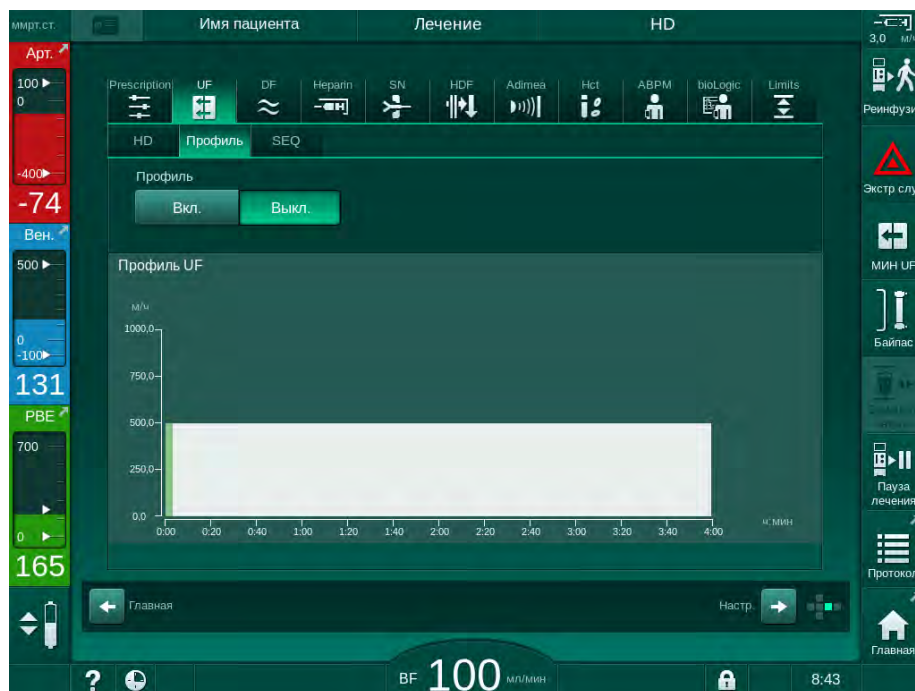 ммрт.ст.
Имя пациента
Лечение
HD
3,0 м/ч
Арт.
100
0
-400
-74
Вен.
500
0
-100
131
PBE
700
0
165
Prescription
UF
DF
Heparin
SN
HDF
Adimea
Hct
ABPM
bioLogic
Limits
HD
Профиль
SEQ
Профиль
Вкл.
Выкл.
Профиль UF
м/ч
1000,0
750,0
500,0
250,0
0,0
0:00 0:20 0:40 1:00 1:20 1:40 2:00 2:20 2:40 3:00 3:20 3:40 4:00
ч:мин
Главная
Настр.
Реинфузи
Экстр слу
МИН UF
Байпас
Пауза
лечения
Протокол
Главная
?
BF 100 мл/мин
8:43